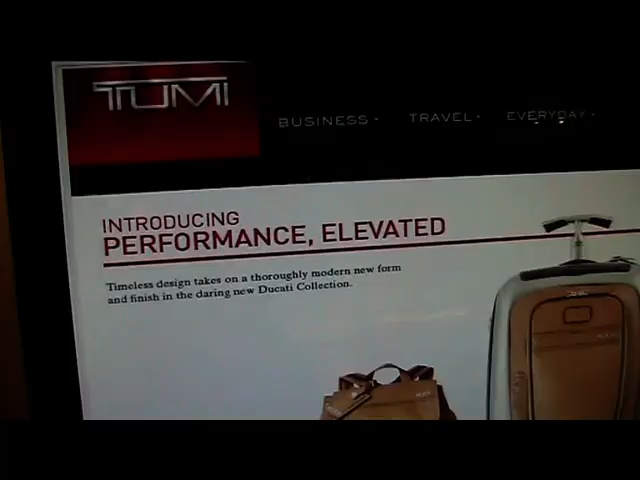 TUMI
BUSINESS TRAVEL EVERYDAY
INTRODUCING
PERFORMANCE, ELEVATED
Timeless design takes on a thoroughly modern new form
and finish in the daring new Ducati Collection.